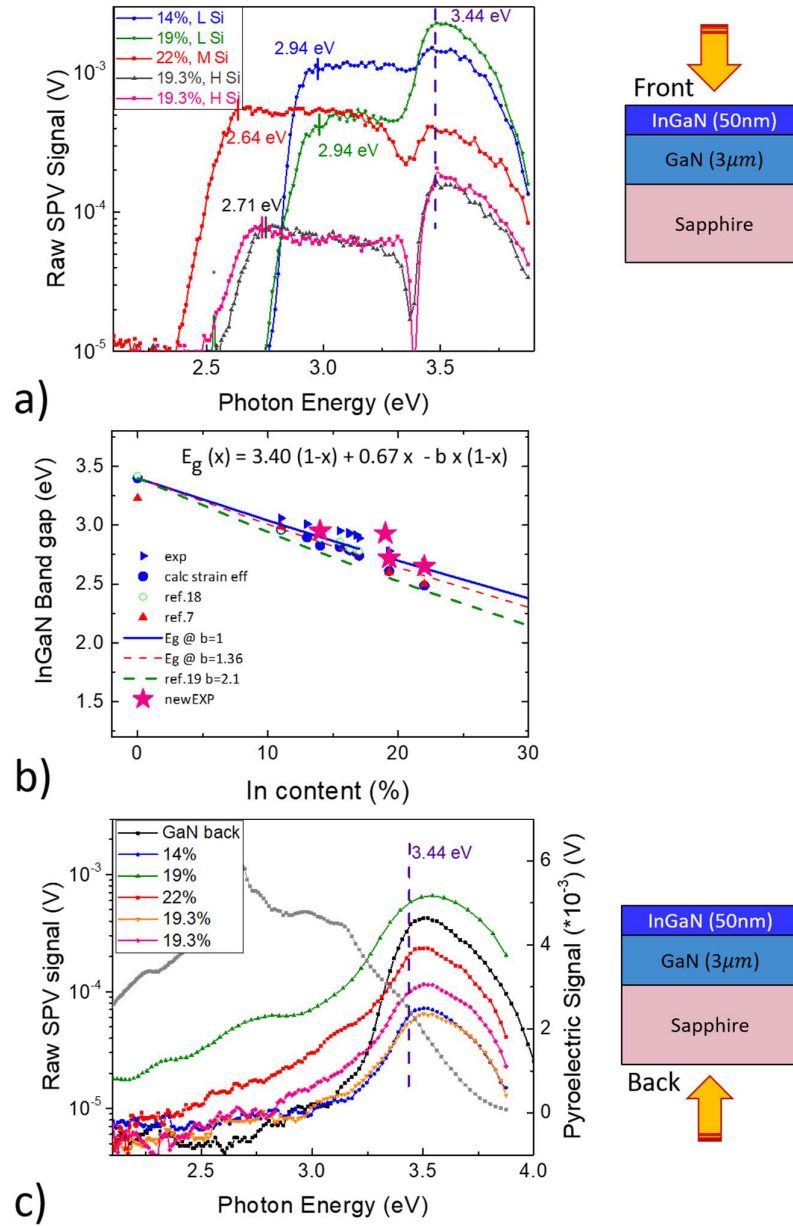 14%, L Si
19%, L Si
22%, M Si
19.3%, H Si
19.3%, H Si
3.44 eV
2.94 eV
2.64 eV
2.94 eV
2.71 eV
10⁻³
10⁻⁴
10⁻⁵
Raw SPV Signal (V)
2.5 3.0 3.5
Photon Energy (eV)
a)
Front
InGaN (50nm)
GaN (3μm)
Sapphire
E_g (x) = 3.40 (1-x) + 0.67 x - b x (1-x)
3.5
3.0
2.5
2.0
1.5
InGaN Band gap (eV)
exp
calc strain eff
ref.18
ref.7
Eg @ b=1
Eg @ b=1.36
ref.19 b=2.1
newEXP
0 10 20 30
In content (%)
b)
GaN back
14%
19%
22%
19.3%
19.3%
3.44 eV
10⁻³
10⁻⁴
10⁻⁵
Raw SPV signal (V)
6
4
2
0
Pyroelectric Signal (*10⁻³) (V)
2.5 3.0 3.5 4.0
Photon Energy (eV)
c)
InGaN (50nm)
GaN (3μm)
Sapphire
Back